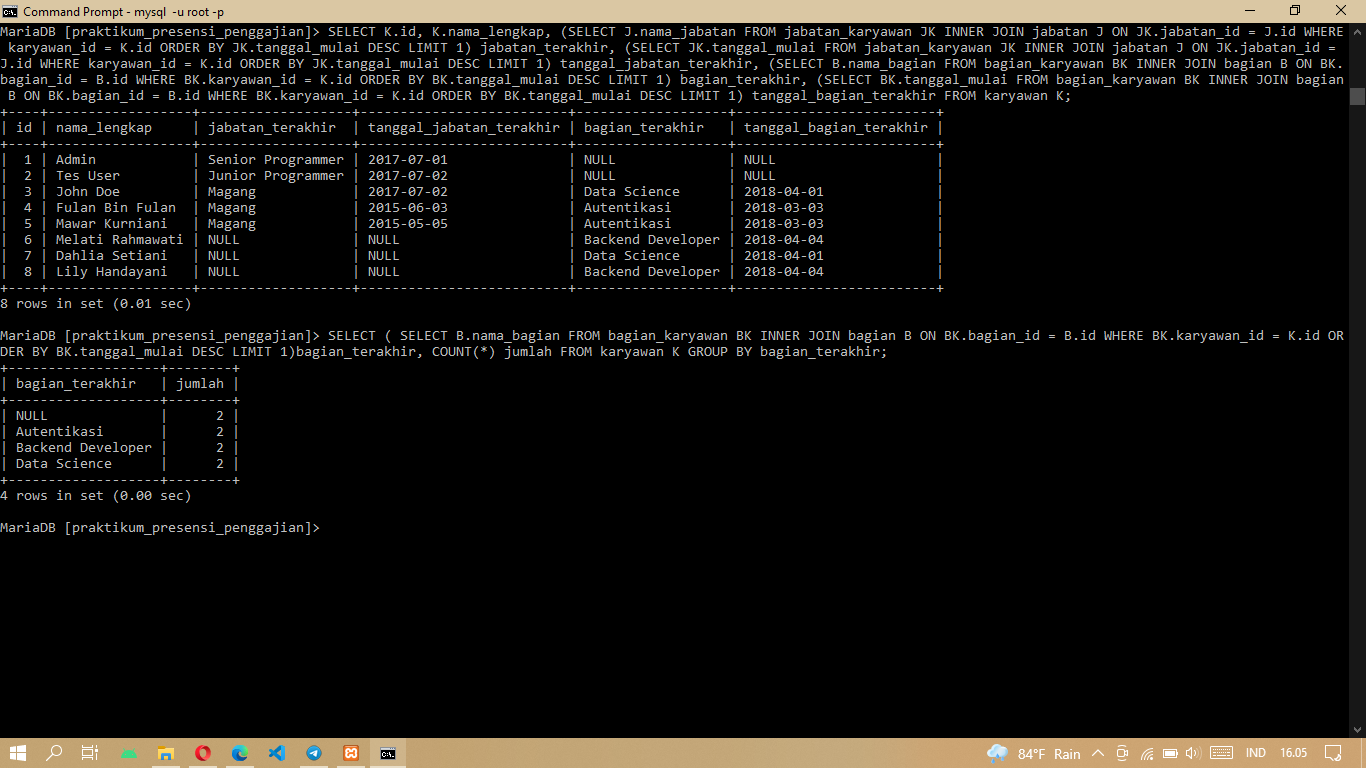 Command Prompt - mysql -u root -p
MariaDB [praktikum_presensi_penggajian]> SELECT K.id, K.nama_lengkap, (SELECT J.nama_jabatan FROM jabatan_karyawan JK INNER JOIN jabatan J ON JK.jabatan_id = J.id WHERE
karyawan_id = K.id ORDER BY JK.tanggal_mulai DESC LIMIT 1) jabatan_terakhir, (SELECT JK.tanggal_mulai FROM jabatan_karyawan JK INNER JOIN jabatan J ON JK.jabatan_id =
J.id WHERE karyawan_id = K.id ORDER BY JK.tanggal_mulai DESC LIMIT 1) tanggal_jabatan_terakhir, (SELECT B.nama_bagian FROM bagian_karyawan BK INNER JOIN bagian B ON BK.
bagian_id = B.id WHERE BK.karyawan_id = K.id ORDER BY BK.tanggal_mulai DESC LIMIT 1) bagian_terakhir, (SELECT BK.tanggal_mulai FROM bagian_karyawan BK INNER JOIN bagian
B ON BK.bagian_id = B.id WHERE BK.karyawan_id = K.id ORDER BY BK.tanggal_mulai DESC LIMIT 1) tanggal_bagian_terakhir FROM karyawan K;
+----+------------------+-------------------+--------------------------+-------------------+-------------------------+
| id | nama_lengkap     | jabatan_terakhir  | tanggal_jabatan_terakhir | bagian_terakhir   | tanggal_bagian_terakhir |
+----+------------------+-------------------+--------------------------+-------------------+-------------------------+
|  1 | Admin            | Senior Programmer | 2017-07-01               | NULL              | NULL                    |
|  2 | Tes User         | Junior Programmer | 2017-07-02               | NULL              | NULL                    |
|  3 | John Doe         | Magang            | 2017-07-02               | Data Science      | 2018-04-01              |
|  4 | Fulan Bin Fulan  | Magang            | 2015-06-03               | Autentikasi       | 2018-03-03              |
|  5 | Mawar Kurniani   | Magang            | 2015-05-05               | Autentikasi       | 2018-03-03              |
|  6 | Melati Rahmawati | NULL              | NULL                     | Backend Developer | 2018-04-04              |
|  7 | Dahlia Setiani   | NULL              | NULL                     | Data Science      | 2018-04-01              |
|  8 | Lily Handayani   | NULL              | NULL                     | Backend Developer | 2018-04-04              |
+----+------------------+-------------------+--------------------------+-------------------+-------------------------+
8 rows in set (0.01 sec)
MariaDB [praktikum_presensi_penggajian]> SELECT ( SELECT B.nama_bagian FROM bagian_karyawan BK INNER JOIN bagian B ON BK.bagian_id = B.id WHERE BK.karyawan_id = K.id OR
DER BY BK.tanggal_mulai DESC LIMIT 1)bagian_terakhir, COUNT(*) jumlah FROM karyawan K GROUP BY bagian_terakhir;
+-------------------+--------+
| bagian_terakhir   | jumlah |
+-------------------+--------+
| NULL              |      2 |
| Autentikasi       |      2 |
| Backend Developer |      2 |
| Data Science      |      2 |
+-------------------+--------+
4 rows in set (0.00 sec)
MariaDB [praktikum_presensi_penggajian]>
84°F Rain IND 16.05